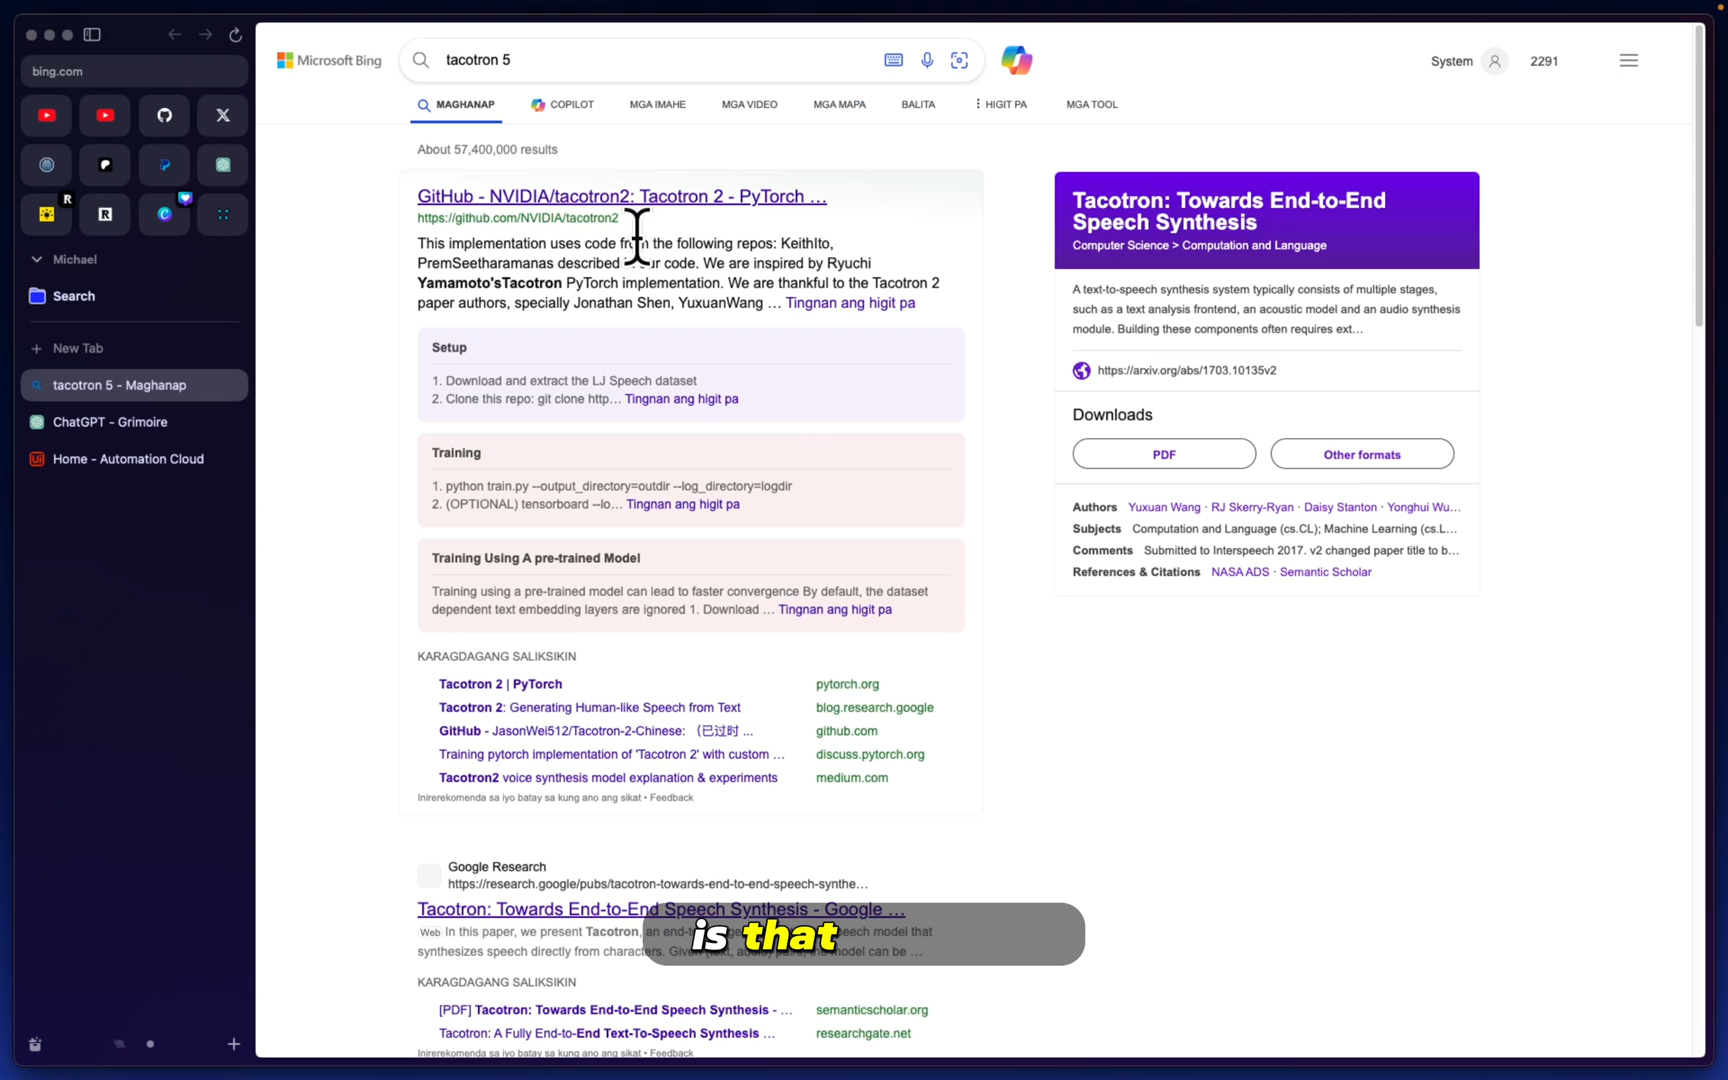 bing.com
Michael
Search
New Tab
tacotron 5 - Maghanap
ChatGPT - Grimoire
Home - Automation Cloud
Microsoft Bing
tacotron 5
System
2291
MAGHANAP
COPILOT
MGA IMAHE
MGA VIDEO
MGA MAPA
BALITA
HIGIT PA
MGA TOOL
About 57,400,000 results
GitHub - NVIDIA/tacotron2: Tacotron 2 - PyTorch ...
https://github.com/NVIDIA/tacotron2
This implementation uses code from the following repos: KeithIto,
PremSeetharamanas described our code. We are inspired by Ryuchi
Yamamoto'sTacotron PyTorch implementation. We are thankful to the Tacotron 2
paper authors, specially Jonathan Shen, YuxuanWang ... Tingnan ang higit pa
Setup
1. Download and extract the LJ Speech dataset
2. Clone this repo: git clone http... Tingnan ang higit pa
Training
1. python train.py --output_directory=outdir --log_directory=logdir
2. (OPTIONAL) tensorboard --lo... Tingnan ang higit pa
Training Using A pre-trained Model
Training using a pre-trained model can lead to faster convergence By default, the dataset
dependent text embedding layers are ignored 1. Download ... Tingnan ang higit pa
KARAGDAGANG SALIKSIKIN
Tacotron 2 | PyTorch pytorch.org
Tacotron 2: Generating Human-like Speech from Text blog.research.google
GitHub - JasonWei512/Tacotron-2-Chinese: （已过时 ... github.com
Training pytorch implementation of 'Tacotron 2' with custom ... discuss.pytorch.org
Tacotron2 voice synthesis model explanation & experiments medium.com
Inirerekomenda sa iyo batay sa kung ano ang sikat • Feedback
Google Research
https://research.google/pubs/tacotron-towards-end-to-end-speech-synthe...
Tacotron: Towards End-to-End Speech Synthesis - Google ...
Web In this paper, we present Tacotron, an end-to-end speech model that
synthesizes speech directly from characters. Given (text, audio) pairs, the model can be ...
is that
KARAGDAGANG SALIKSIKIN
[PDF] Tacotron: Towards End-to-End Speech Synthesis - ... semanticscholar.org
Tacotron: A Fully End-to-End Text-To-Speech Synthesis ... researchgate.net
Inirerekomenda sa iyo batay sa kung ano ang sikat • Feedback
Tacotron: Towards End-to-End
Speech Synthesis
Computer Science > Computation and Language
A text-to-speech synthesis system typically consists of multiple stages,
such as a text analysis frontend, an acoustic model and an audio synthesis
module. Building these components often requires ext...
https://arxiv.org/abs/1703.10135v2
Downloads
PDF
Other formats
Authors Yuxuan Wang · RJ Skerry-Ryan · Daisy Stanton · Yonghui Wu...
Subjects Computation and Language (cs.CL); Machine Learning (cs.L...
Comments Submitted to Interspeech 2017. v2 changed paper title to b...
References & Citations NASA ADS · Semantic Scholar